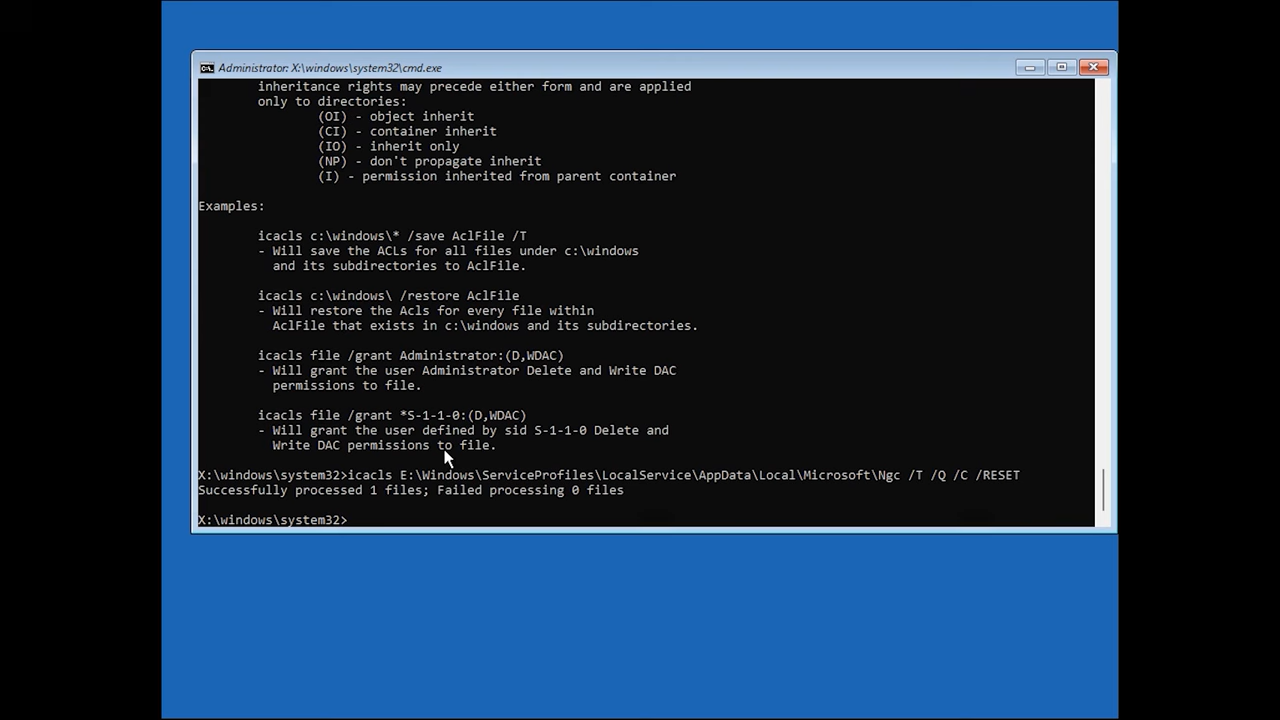 Administrator: X:\windows\system32\cmd.exe
inheritance rights may precede either form and are applied
only to directories:
(OI) - object inherit
(CI) - container inherit
(IO) - inherit only
(NP) - don't propagate inherit
(I) - permission inherited from parent container
Examples:
icacls c:\windows\* /save AclFile /T
- Will save the ACLs for all files under c:\windows
and its subdirectories to AclFile.
icacls c:\windows\ /restore AclFile
- Will restore the Acls for every file within
AclFile that exists in c:\windows and its subdirectories.
icacls file /grant Administrator:(D,WDAC)
- Will grant the user Administrator Delete and Write DAC
permissions to file.
icacls file /grant *S-1-1-0:(D,WDAC)
- Will grant the user defined by sid S-1-1-0 Delete and
Write DAC permissions to file.
X:\windows\system32>icacls E:\Windows\ServiceProfiles\LocalService\AppData\Local\Microsoft\Ngc /T /Q /C /RESET
Successfully processed 1 files; Failed processing 0 files
X:\windows\system32>